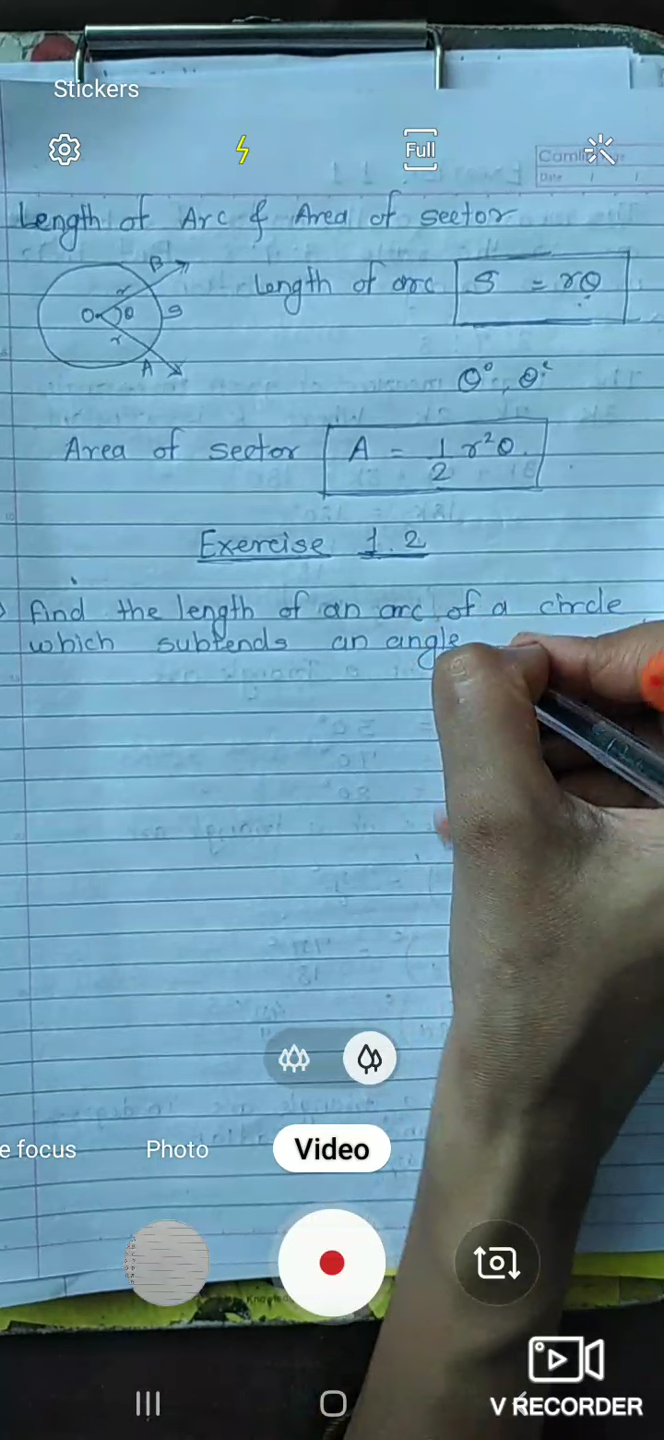 Stickers
Full
Camlin
Date / /
Length of Arc & Area of sector
B
r
O θ S
r
A
Length of arc S = rθ
θ°, θᶜ
Area of sector A = 1/2 r²θ.
Exercise 1.2
) Find the length of an arc of a circle
which subtends an angle
e focus Photo Video
V RECORDER